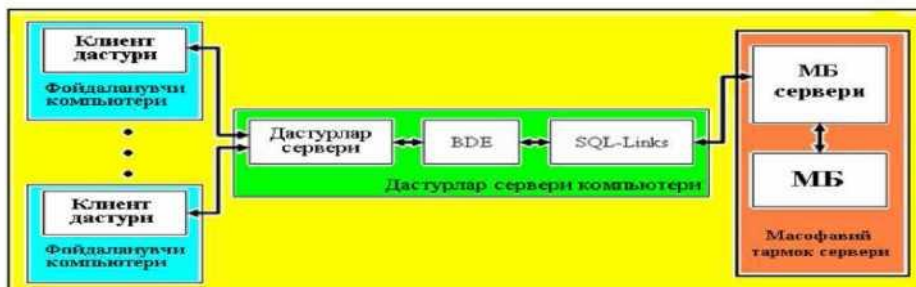 Клиент
дастури
Фойдаланувчи
компьютери
Клиент
дастури
Фойдаланувчи
компьютери
Дастурлар
сервери
BDE
SQL-Links
Дастурлар сервери компьютери
МБ
сервери
МБ
Масофавий
тармок сервери